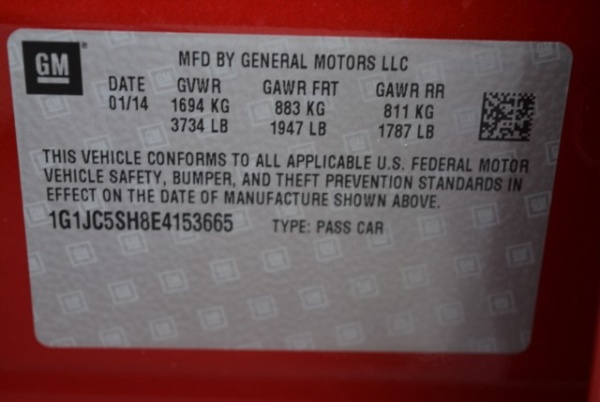 GM
MFD BY GENERAL MOTORS LLC
DATE GVWR GAWR FRT GAWR RR
01/14 1694 KG 883 KG 811 KG
3734 LB 1947 LB 1787 LB
THIS VEHICLE CONFORMS TO ALL APPLICABLE U.S. FEDERAL MOTOR
VEHICLE SAFETY, BUMPER, AND THEFT PREVENTION STANDARDS IN
EFFECT ON THE DATE OF MANUFACTURE SHOWN ABOVE.
1G1JC5SH8E4153665 TYPE: PASS CAR